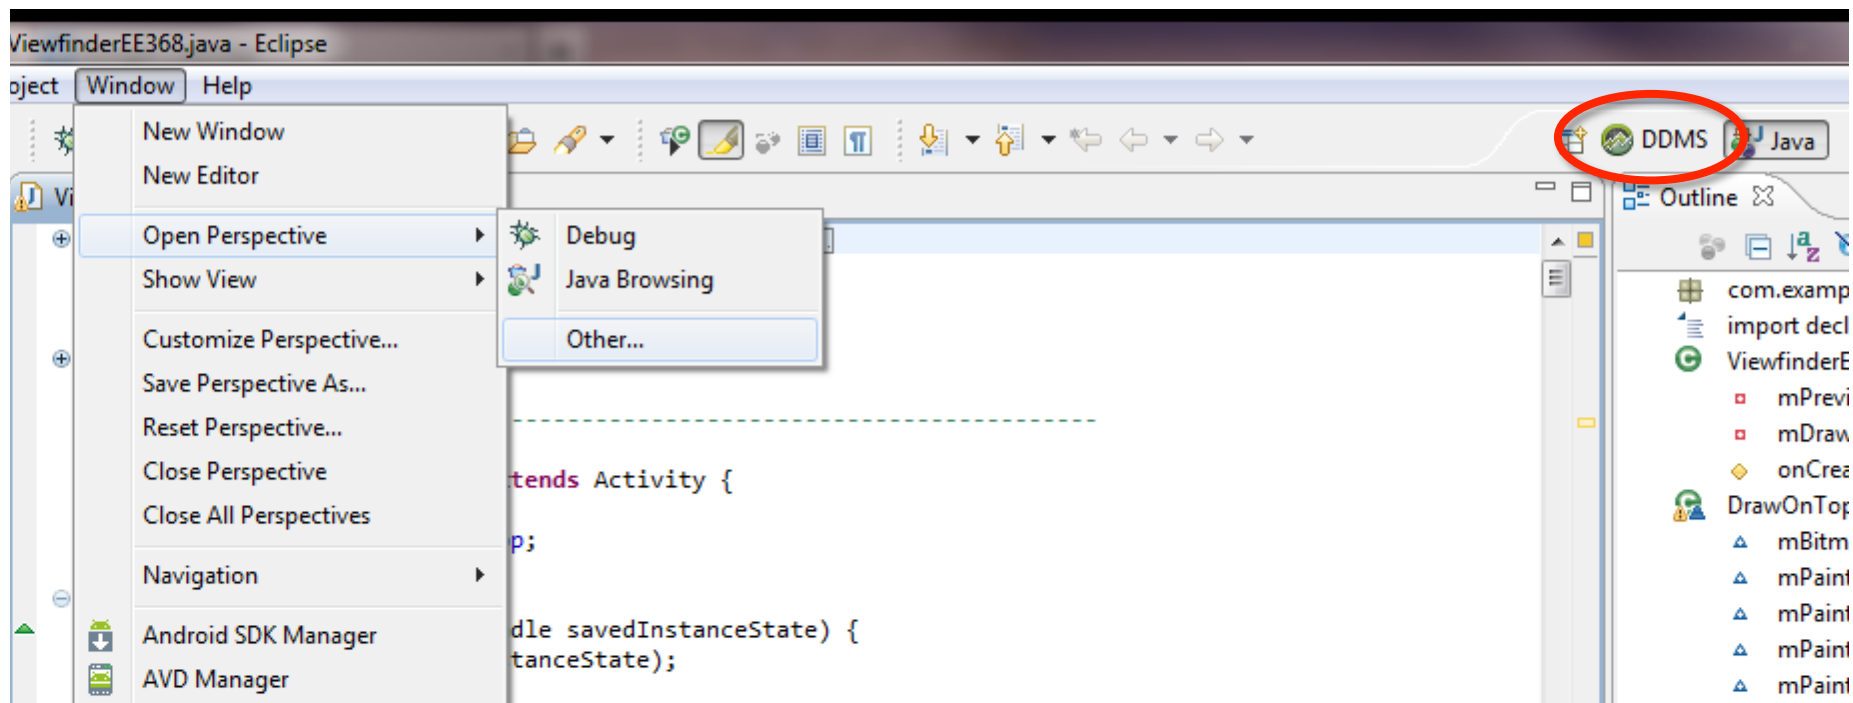 ViewfinderEE368.java - Eclipse
oject Window Help
New Window
New Editor
Open Perspective
Show View
Customize Perspective...
Save Perspective As...
Reset Perspective...
Close Perspective
Close All Perspectives
Navigation
Android SDK Manager
AVD Manager
Debug
Java Browsing
Other...
DDMS Java
Vi
Outline
com.examp
import decl
ViewfinderE
mPrevi
mDraw
onCrea
DrawOnTop
mBitm
mPaint
mPaint
mPaint
mPaint
----------------------------------------
tends Activity {
p;
dle savedInstanceState) {
tanceState);